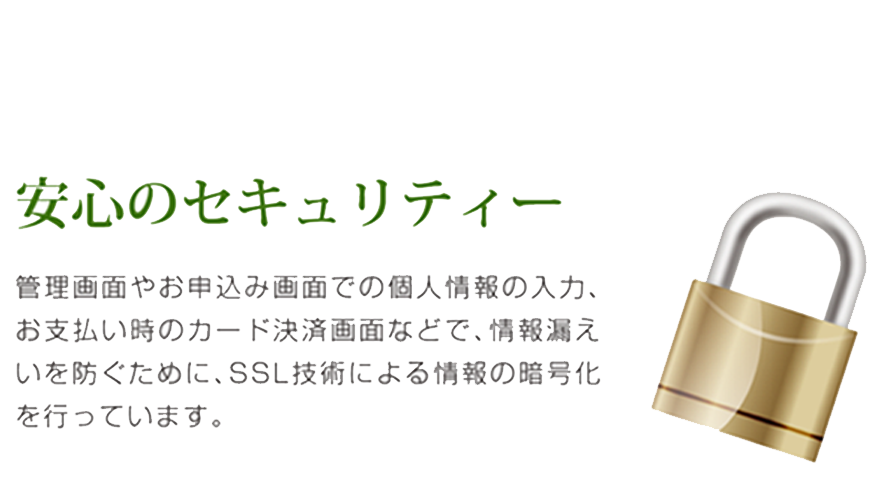 安心のセキュリティー
管理画面やお申込み画面での個人情報の入力、
お支払い時のカード決済画面などで、情報漏え
いを防ぐために、SSL技術による情報の暗号化
を行っています。